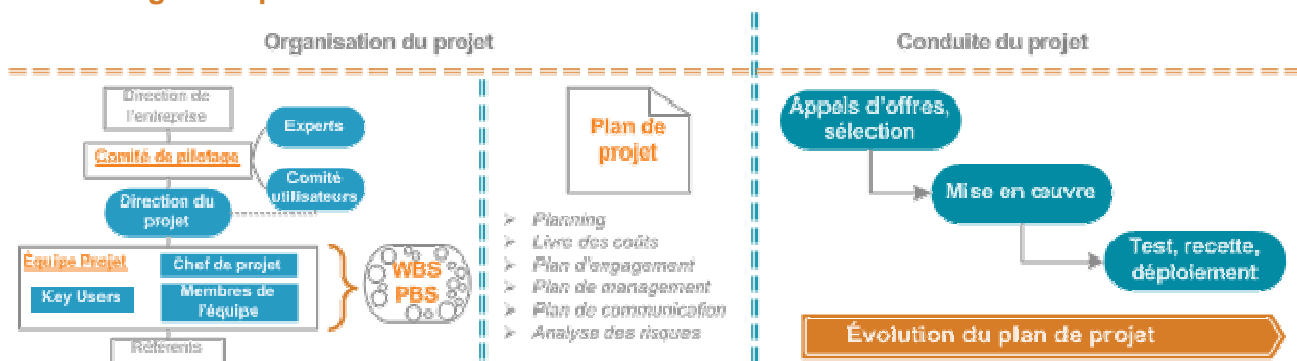 Organisation du projet
Conduite du projet
Direction de
l'entreprise
Experts
Comité de pilotage
Comité
utilisateurs
Direction du
projet
Équipe Projet
Chef de projet
Key Users
Membres de
l'équipe
Référents
WBS
PBS
Plan de
projet
Planning
Livre des coûts
Plan d'engagement
Plan de management
Plan de communication
Analyse des risques
Appels d'offres,
sélection
Mise en œuvre
Test, recette,
déploiement
Évolution du plan de projet